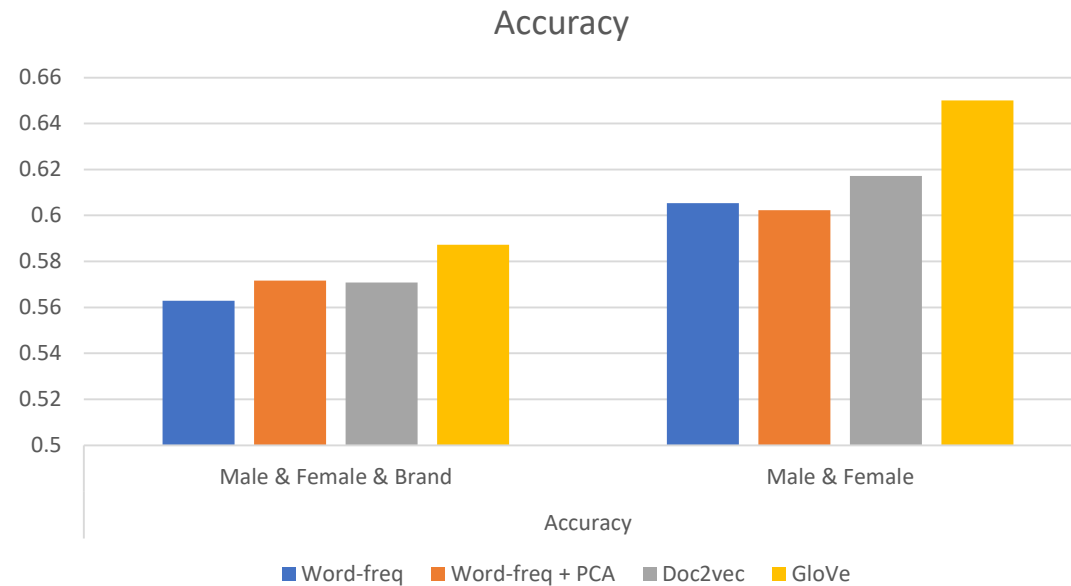 Accuracy
0.66
0.64
0.62
0.6
0.58
0.56
0.54
0.52
0.5
Male & Female & Brand
Male & Female
Accuracy
Word-freq
Word-freq + PCA
Doc2vec
GloVe